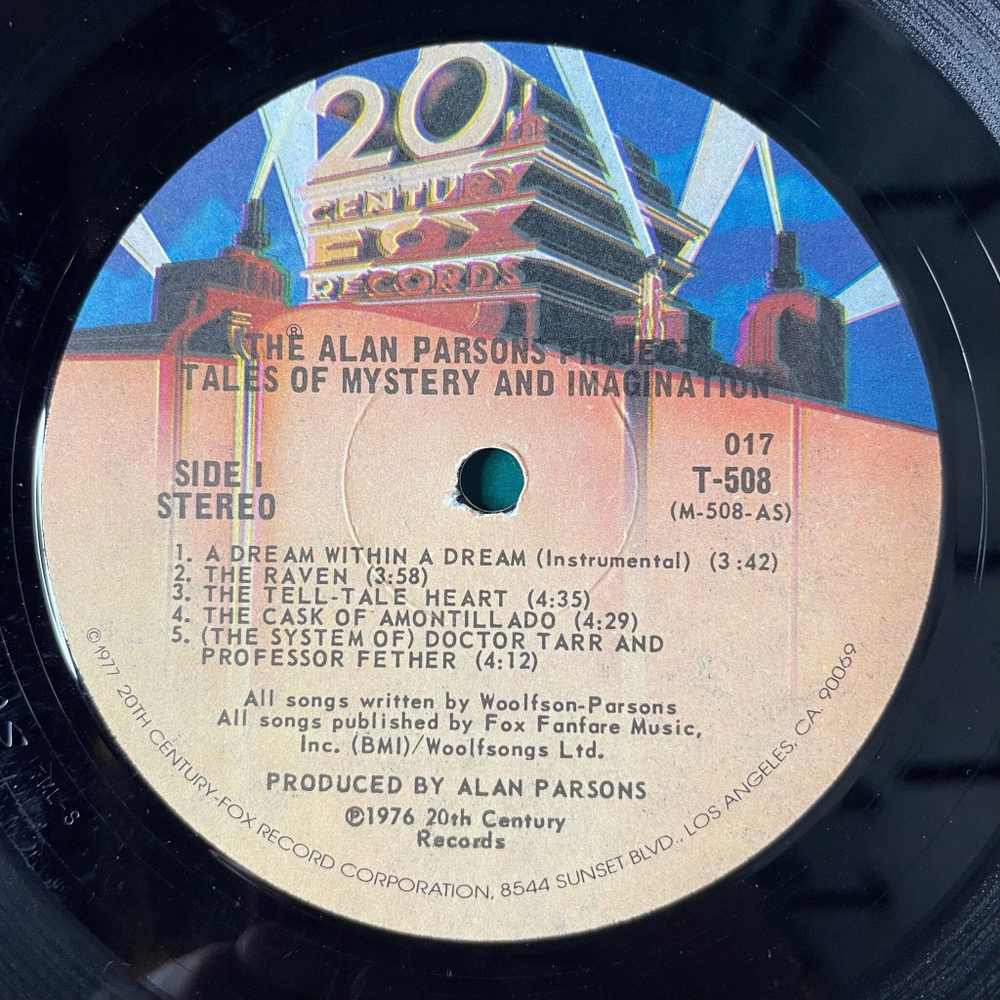 20
CENTURY
FOX
RECORDS
®
THE ALAN PARSONS PROJECT
TALES OF MYSTERY AND IMAGINATION
017
SIDE I
T-508
STEREO
(M-508-AS)
1. A DREAM WITHIN A DREAM (Instrumental) (3:42)
2. THE RAVEN (3:58)
3. THE TELL-TALE HEART (4:35)
4. THE CASK OF AMONTILLADO (4:29)
5. (THE SYSTEM OF) DOCTOR TARR AND
PROFESSOR FETHER (4:12)
All songs written by Woolfson-Parsons
All songs published by Fox Fanfare Music,
Inc. (BMI)/Woolfsongs Ltd.
PRODUCED BY ALAN PARSONS
℗1976 20th Century
Records
©1977 20TH CENTURY-FOX RECORD CORPORATION, 8544 SUNSET BLVD., LOS ANGELES, CA. 90069